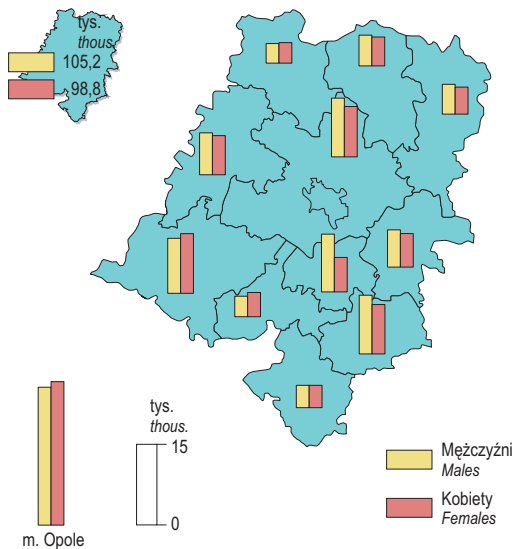 tys.
thous.
105,2
98,8
tys.
thous.
15
0
m. Opole
Mężczyźni
Males
Kobiety
Females